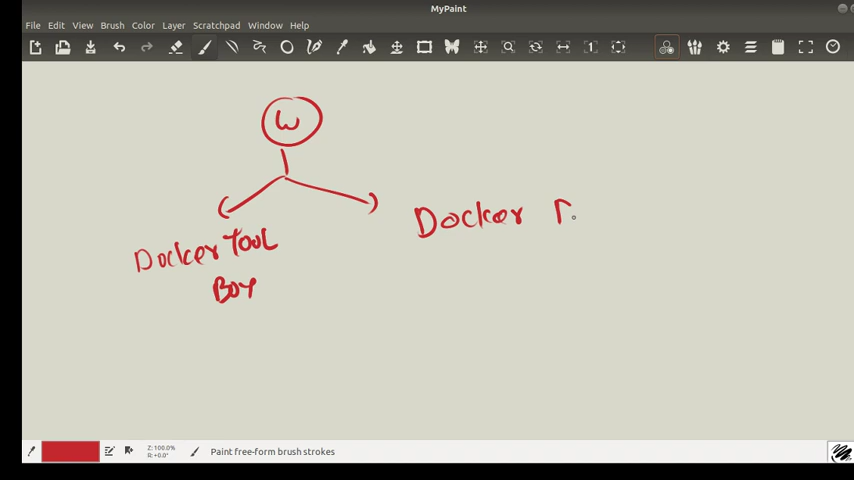 MyPaint
File Edit View Brush Color Layer Scratchpad Window Help
1
W
Docker
Docker Tool
Box
Z: 100.0%
R: +0.0°
Paint free-form brush strokes